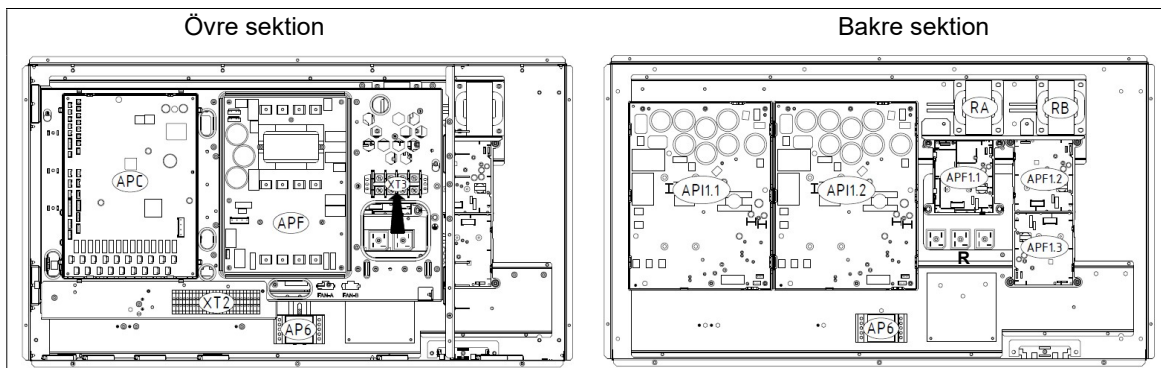 Övre sektion
APC
APF
XT3
XT2
FAN-A
FAN-B
AP6
Bakre sektion
API1.1
API1.2
RA
RB
APF1.1
APF1.2
APF1.3
R
AP6